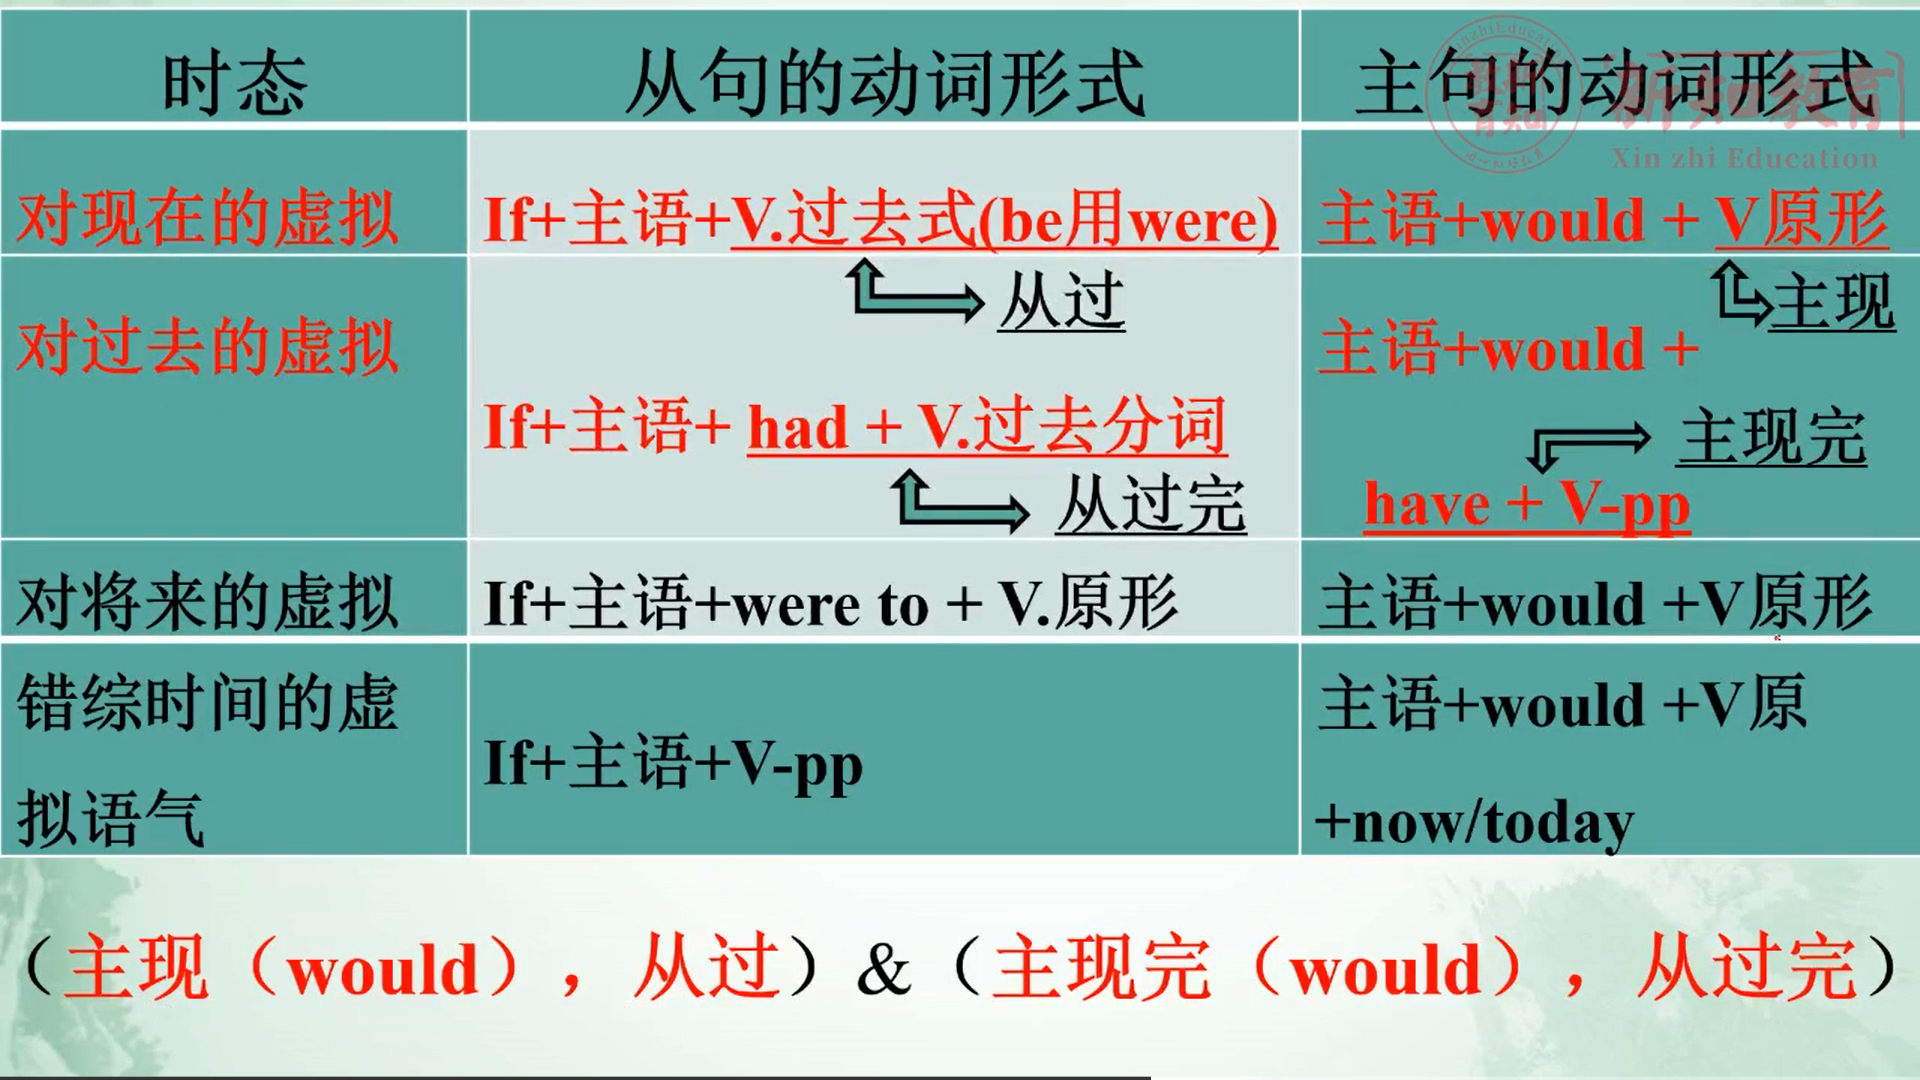 时态
从句的动词形式
主句的动词形式
新知教育
Xin zhi Education
对现在的虚拟
If+主语+V.过去式(be用were)
主语+would + V原形
从过
主现
对过去的虚拟
If+主语+ had + V.过去分词
从过完
主语+would +
主现完
have + V-pp
对将来的虚拟
If+主语+were to + V.原形
主语+would +V原形
错综时间的虚
拟语气
If+主语+V-pp
主语+would +V原
+now/today
（主现（would），从过）&（主现完（would），从过完）